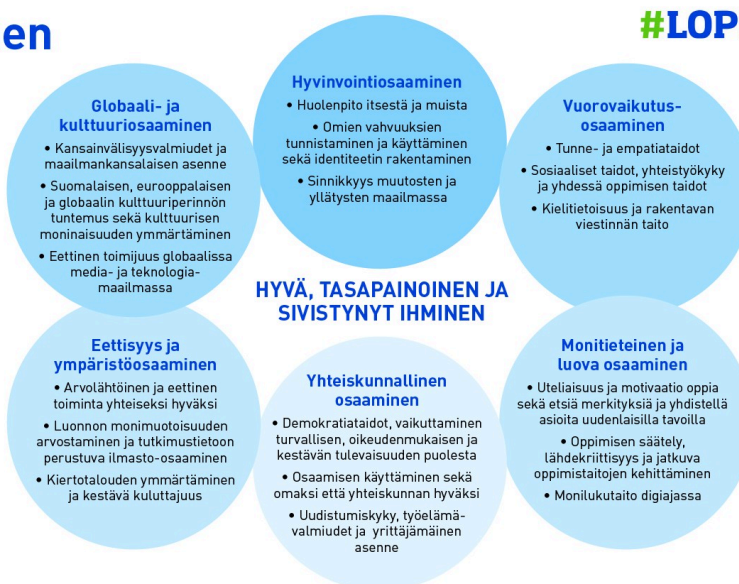 en
#LOP
Hyvinvointiosaaminen
• Huolenpito itsestä ja muista
• Omien vahvuuksien
tunnistaminen ja käyttäminen
sekä identiteetin rakentaminen
• Sinnikkyys muutosten ja
yllätysten maailmassa
Globaali- ja
kulttuuriosaaminen
• Kansainvälisyysvalmiudet ja
maailmankansalaisen asenne
• Suomalaisen, eurooppalaisen
ja globaalin kulttuuriperinnön
tuntemus sekä kulttuurisen
moninaisuuden ymmärtäminen
• Eettinen toimijuus globaalissa
media- ja teknologia-
maailmassa
Vuorovaikutus-
osaaminen
• Tunne- ja empatiataidot
• Sosiaaliset taidot, yhteistyökyky
ja yhdessä oppimisen taidot
• Kielitietoisuus ja rakentavan
viestinnän taito
HYVÄ, TASAPAINOINEN JA
SIVISTYNYT IHMINEN
Eettisyys ja
ympäristöosaaminen
• Arvolähtöinen ja eettinen
toiminta yhteiseksi hyväksi
• Luonnon monimuotoisuuden
arvostaminen ja tutkimustietoon
perustuva ilmasto-osaaminen
• Kiertotalouden ymmärtäminen
ja kestävä kuluttajuus
Yhteiskunnallinen
osaaminen
• Demokratiataidot, vaikuttaminen
turvallisen, oikeudenmukaisen ja
kestävän tulevaisuuden puolesta
• Osaamisen käyttäminen sekä
omaksi että yhteiskunnan hyväksi
• Uudistumiskyky, työelämä-
valmiudet ja yrittäjämäinen
asenne
Monitieteinen ja
luova osaaminen
• Uteliaisuus ja motivaatio oppia
sekä etsiä merkityksiä ja yhdistellä
asioita uudenlaisilla tavoilla
• Oppimisen säätely,
lähdekriittisyys ja jatkuva
oppimistaitojen kehittäminen
• Monilukutaito digiajassa